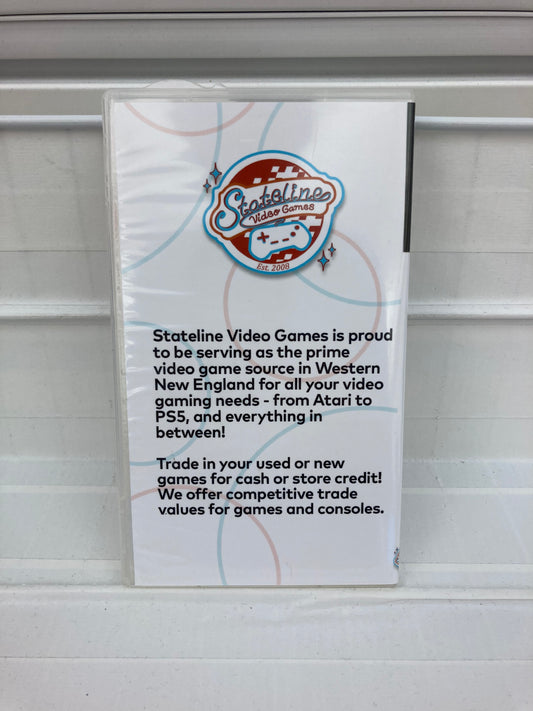 Stateline
Video Games
Est. 2008
Stateline Video Games is proud
to be serving as the prime
video game source in Western
New England for all your video
gaming needs - from Atari to
PS5, and everything in
between!
Trade in your used or new
games for cash or store credit!
We offer competitive trade
values for games and consoles.